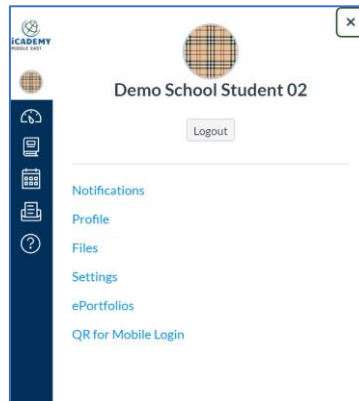 iCADEMY
MIDDLE EAST
Demo School Student 02
Logout
Notifications
Profile
Files
Settings
ePortfolios
QR for Mobile Login